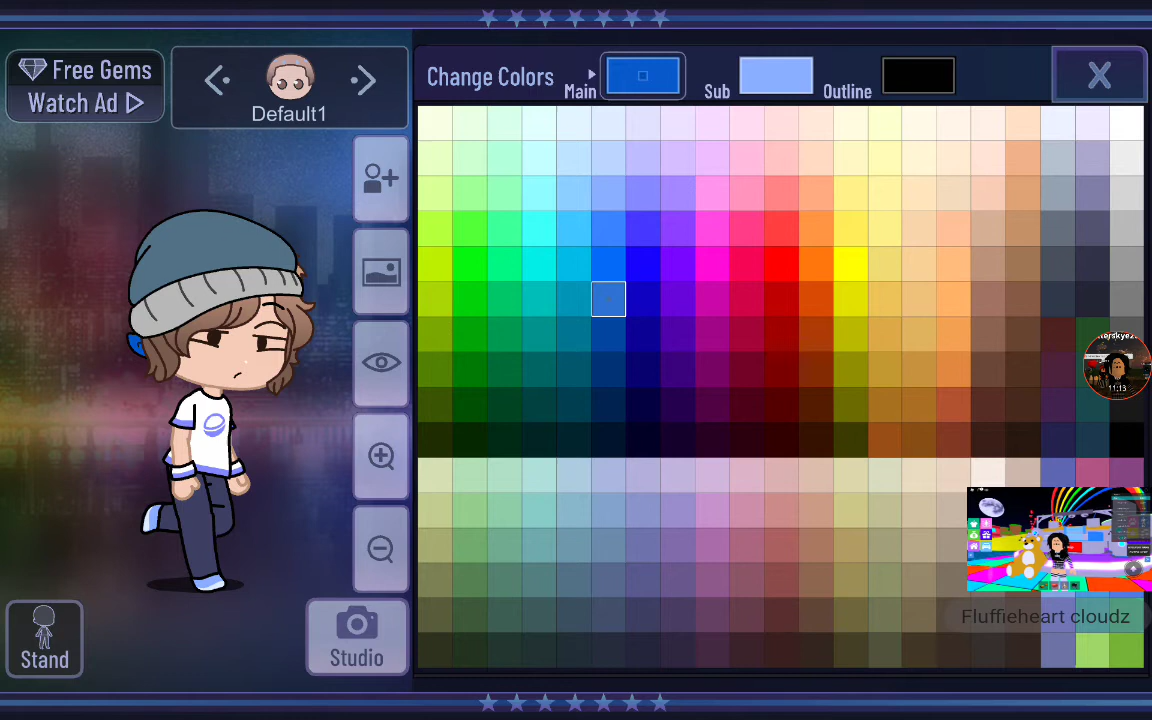 Free Gems
Watch Ad
Default1
Change Colors
Main
Sub
Outline
X
Stand
Studio
11:13
Fluffieheart cloudz